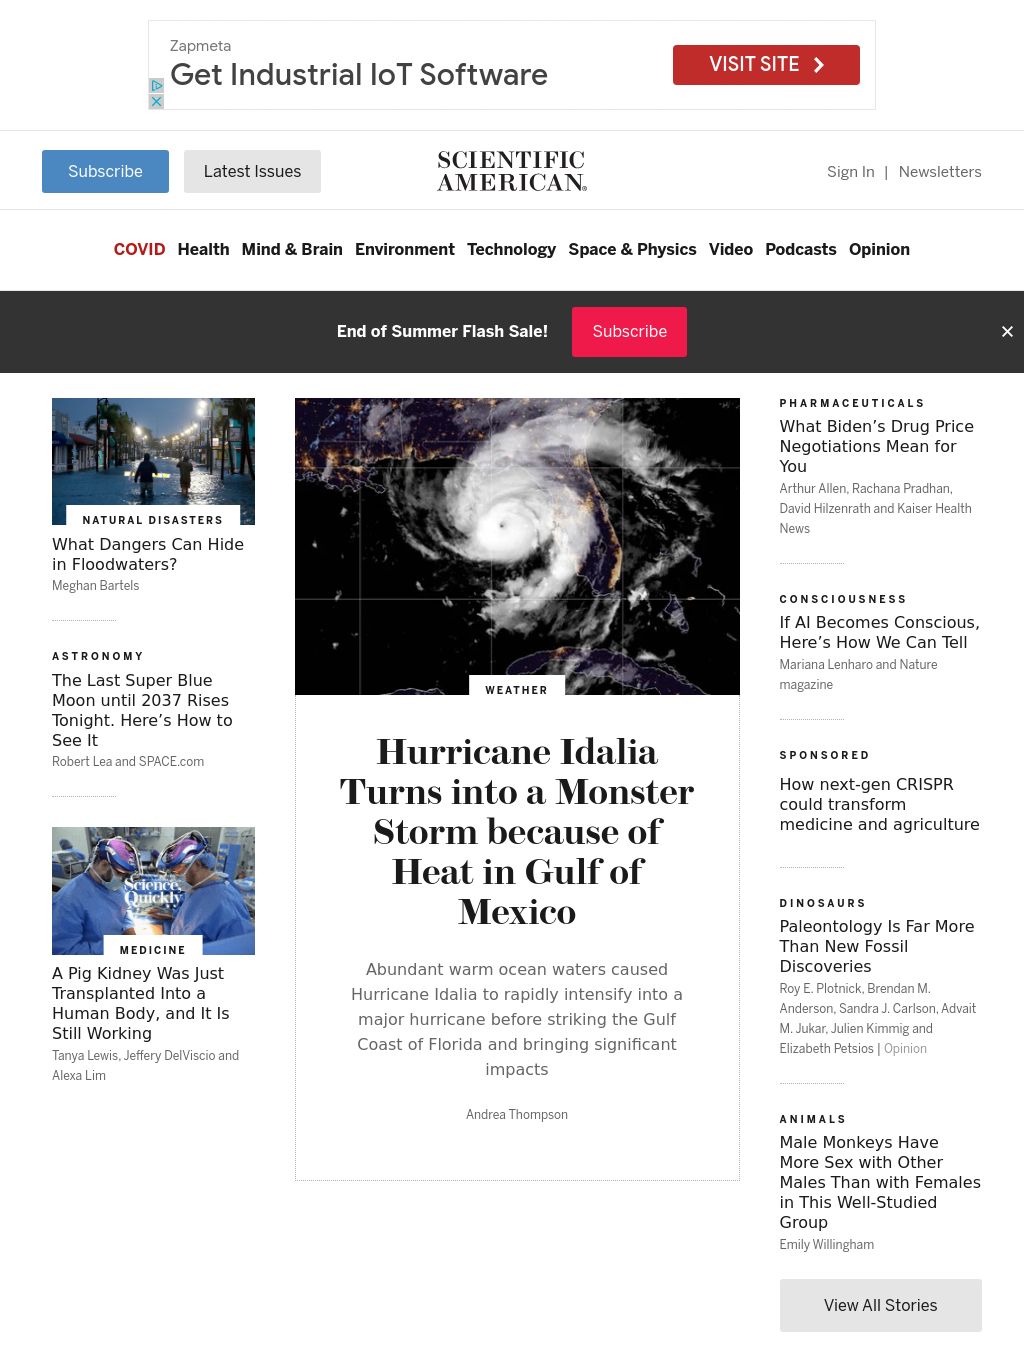 Zapmeta
Get Industrial IoT Software
VISIT SITE
Subscribe
Latest Issues
SCIENTIFIC
AMERICAN®
Sign In | Newsletters
COVID Health Mind & Brain Environment Technology Space & Physics Video Podcasts Opinion
End of Summer Flash Sale!
Subscribe
NATURAL DISASTERS
What Dangers Can Hide
in Floodwaters?
Meghan Bartels
ASTRONOMY
The Last Super Blue
Moon until 2037 Rises
Tonight. Here’s How to
See It
Robert Lea and SPACE.com
Science,
Quickly
MEDICINE
A Pig Kidney Was Just
Transplanted Into a
Human Body, and It Is
Still Working
Tanya Lewis, Jeffery DelViscio and
Alexa Lim
WEATHER
Hurricane Idalia
Turns into a Monster
Storm because of
Heat in Gulf of
Mexico
Abundant warm ocean waters caused
Hurricane Idalia to rapidly intensify into a
major hurricane before striking the Gulf
Coast of Florida and bringing significant
impacts
Andrea Thompson
PHARMACEUTICALS
What Biden’s Drug Price
Negotiations Mean for
You
Arthur Allen, Rachana Pradhan,
David Hilzenrath and Kaiser Health
News
CONSCIOUSNESS
If AI Becomes Conscious,
Here’s How We Can Tell
Mariana Lenharo and Nature
magazine
SPONSORED
How next-gen CRISPR
could transform
medicine and agriculture
DINOSAURS
Paleontology Is Far More
Than New Fossil
Discoveries
Roy E. Plotnick, Brendan M.
Anderson, Sandra J. Carlson, Advait
M. Jukar, Julien Kimmig and
Elizabeth Petsios | Opinion
ANIMALS
Male Monkeys Have
More Sex with Other
Males Than with Females
in This Well-Studied
Group
Emily Willingham
View All Stories